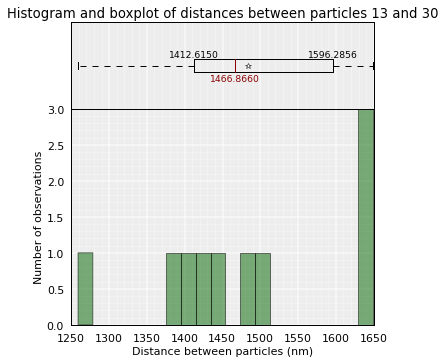 Histogram and boxplot of distances between particles 13 and 30
1412.6150
1596.2856
1466.8660
3.0
2.5
2.0
1.5
1.0
0.5
0.0
Number of observations
1250 1300 1350 1400 1450 1500 1550 1600 1650
Distance between particles (nm)